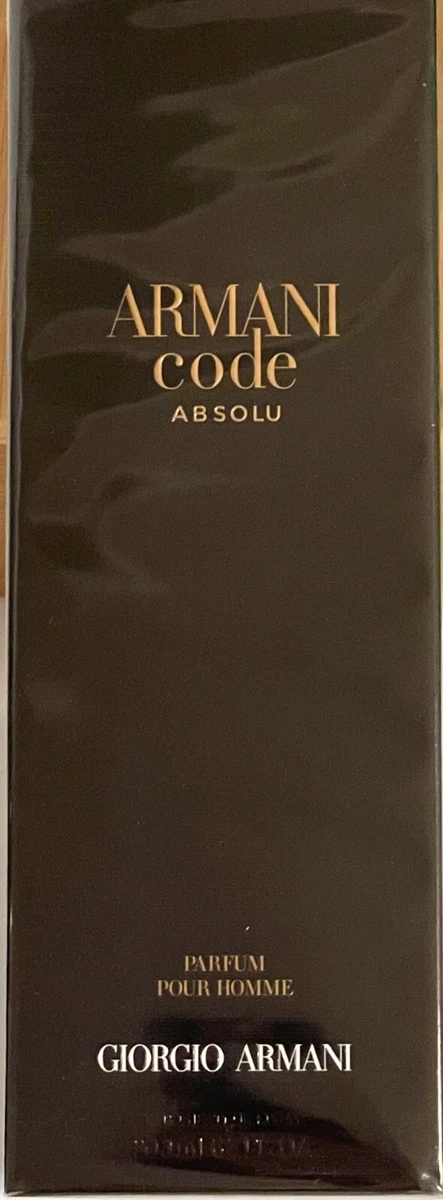 ARMANI
code
ABSOLU
PARFUM
POUR HOMME
GIORGIO ARMANI